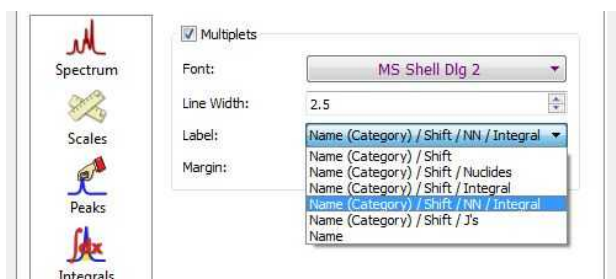 Spectrum
Scales
Peaks
Integrals
Multiplets
Font: MS Shell Dlg 2
Line Width: 2.5
Label: Name (Category) / Shift / NN / Integral
Margin:
Name (Category) / Shift
Name (Category) / Shift / Nuclides
Name (Category) / Shift / Integral
Name (Category) / Shift / NN / Integral
Name (Category) / Shift / J's
Name